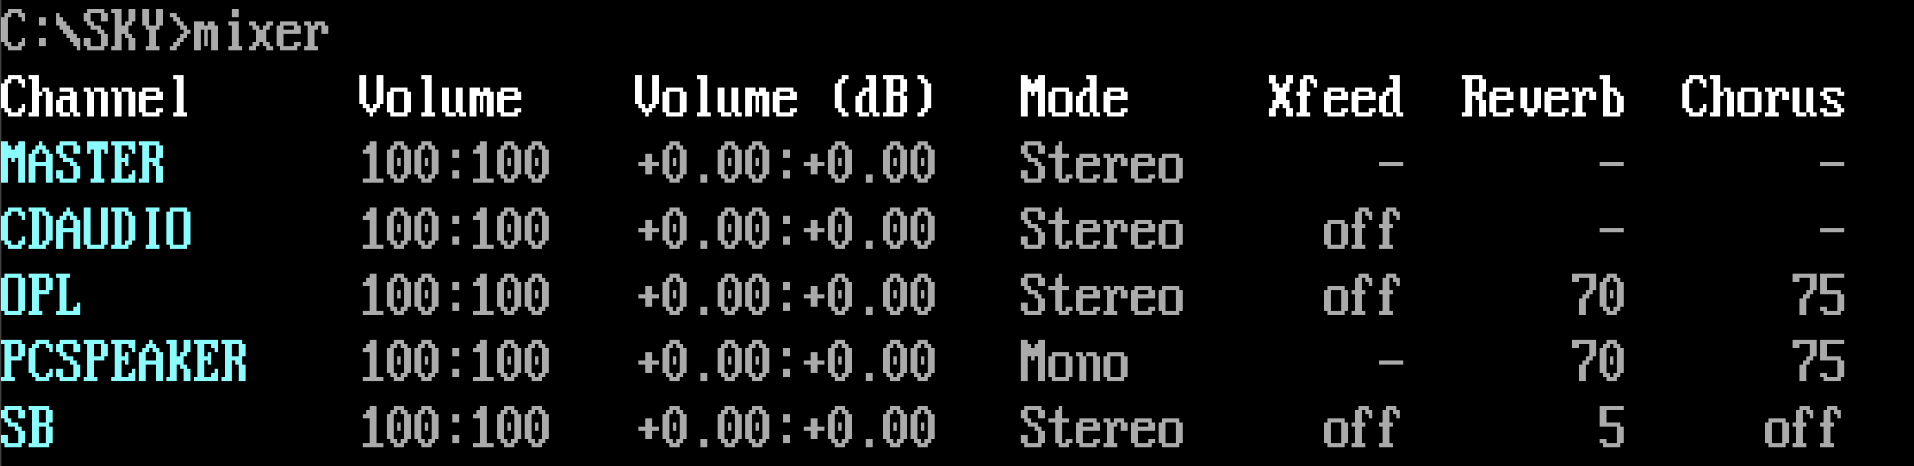 C:\SKY>mixer
Channel Volume Volume (dB) Mode Xfeed Reverb Chorus
MASTER 100:100 +0.00:+0.00 Stereo - - -
CDAUDIO 100:100 +0.00:+0.00 Stereo off - -
OPL 100:100 +0.00:+0.00 Stereo off 70 75
PCSPEAKER 100:100 +0.00:+0.00 Mono - 70 75
SB 100:100 +0.00:+0.00 Stereo off 5 off